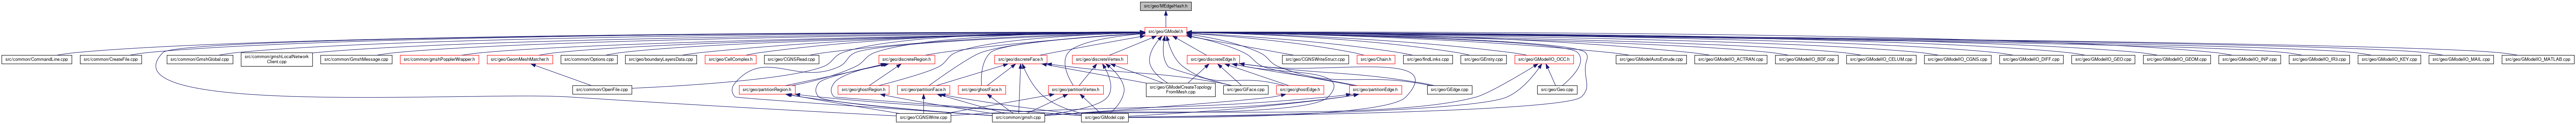 src/geo/MEdgeHash.h
src/geo/GModel.h
src/common/CommandLine.cpp
src/common/CreateFile.cpp
src/common/GmshGlobal.cpp
src/common/gmshLocalNetwork
Client.cpp
src/common/GmshMessage.cpp
src/common/gmshPopplerWrapper.h
src/geo/GeomMeshMatcher.h
src/common/Options.cpp
src/geo/boundaryLayersData.cpp
src/geo/CellComplex.h
src/geo/CGNSRead.cpp
src/geo/discreteRegion.h
src/geo/discreteFace.h
src/geo/discreteVertex.h
src/geo/discreteEdge.h
src/geo/CGNSWriteStruct.cpp
src/geo/Chain.h
src/geo/findLinks.cpp
src/geo/GEntity.cpp
src/geo/GModelIO_OCC.h
src/geo/GModelAutoExtrude.cpp
src/geo/GModelIO_ACTRAN.cpp
src/geo/GModelIO_BDF.cpp
src/geo/GModelIO_CELUM.cpp
src/geo/GModelIO_CGNS.cpp
src/geo/GModelIO_DIFF.cpp
src/geo/GModelIO_GEO.cpp
src/geo/GModelIO_GEOM.cpp
src/geo/GModelIO_INP.cpp
src/geo/GModelIO_IR3.cpp
src/geo/GModelIO_KEY.cpp
src/geo/GModelIO_MAIL.cpp
src/geo/GModelIO_MATLAB.cpp
src/common/OpenFile.cpp
src/geo/partitionRegion.h
src/geo/ghostRegion.h
src/geo/partitionFace.h
src/geo/ghostFace.h
src/geo/partitionVertex.h
src/geo/GModelCreateTopology
FromMesh.cpp
src/geo/GFace.cpp
src/geo/ghostEdge.h
src/geo/partitionEdge.h
src/geo/GEdge.cpp
src/geo/Geo.cpp
src/geo/CGNSWrite.cpp
src/common/gmsh.cpp
src/geo/GModel.cpp